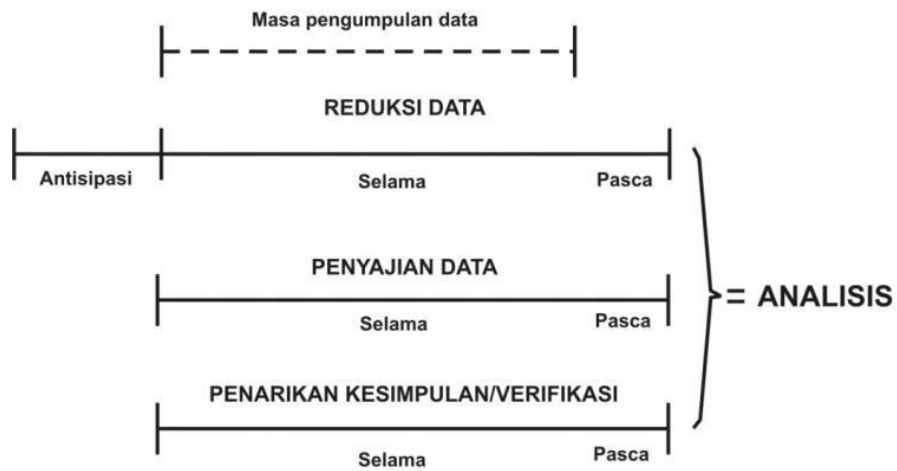 Masa pengumpulan data
REDUKSI DATA
Antisipasi Selama Pasca
PENYAJIAN DATA
Selama Pasca
= ANALISIS
PENARIKAN KESIMPULAN/VERIFIKASI
Selama Pasca